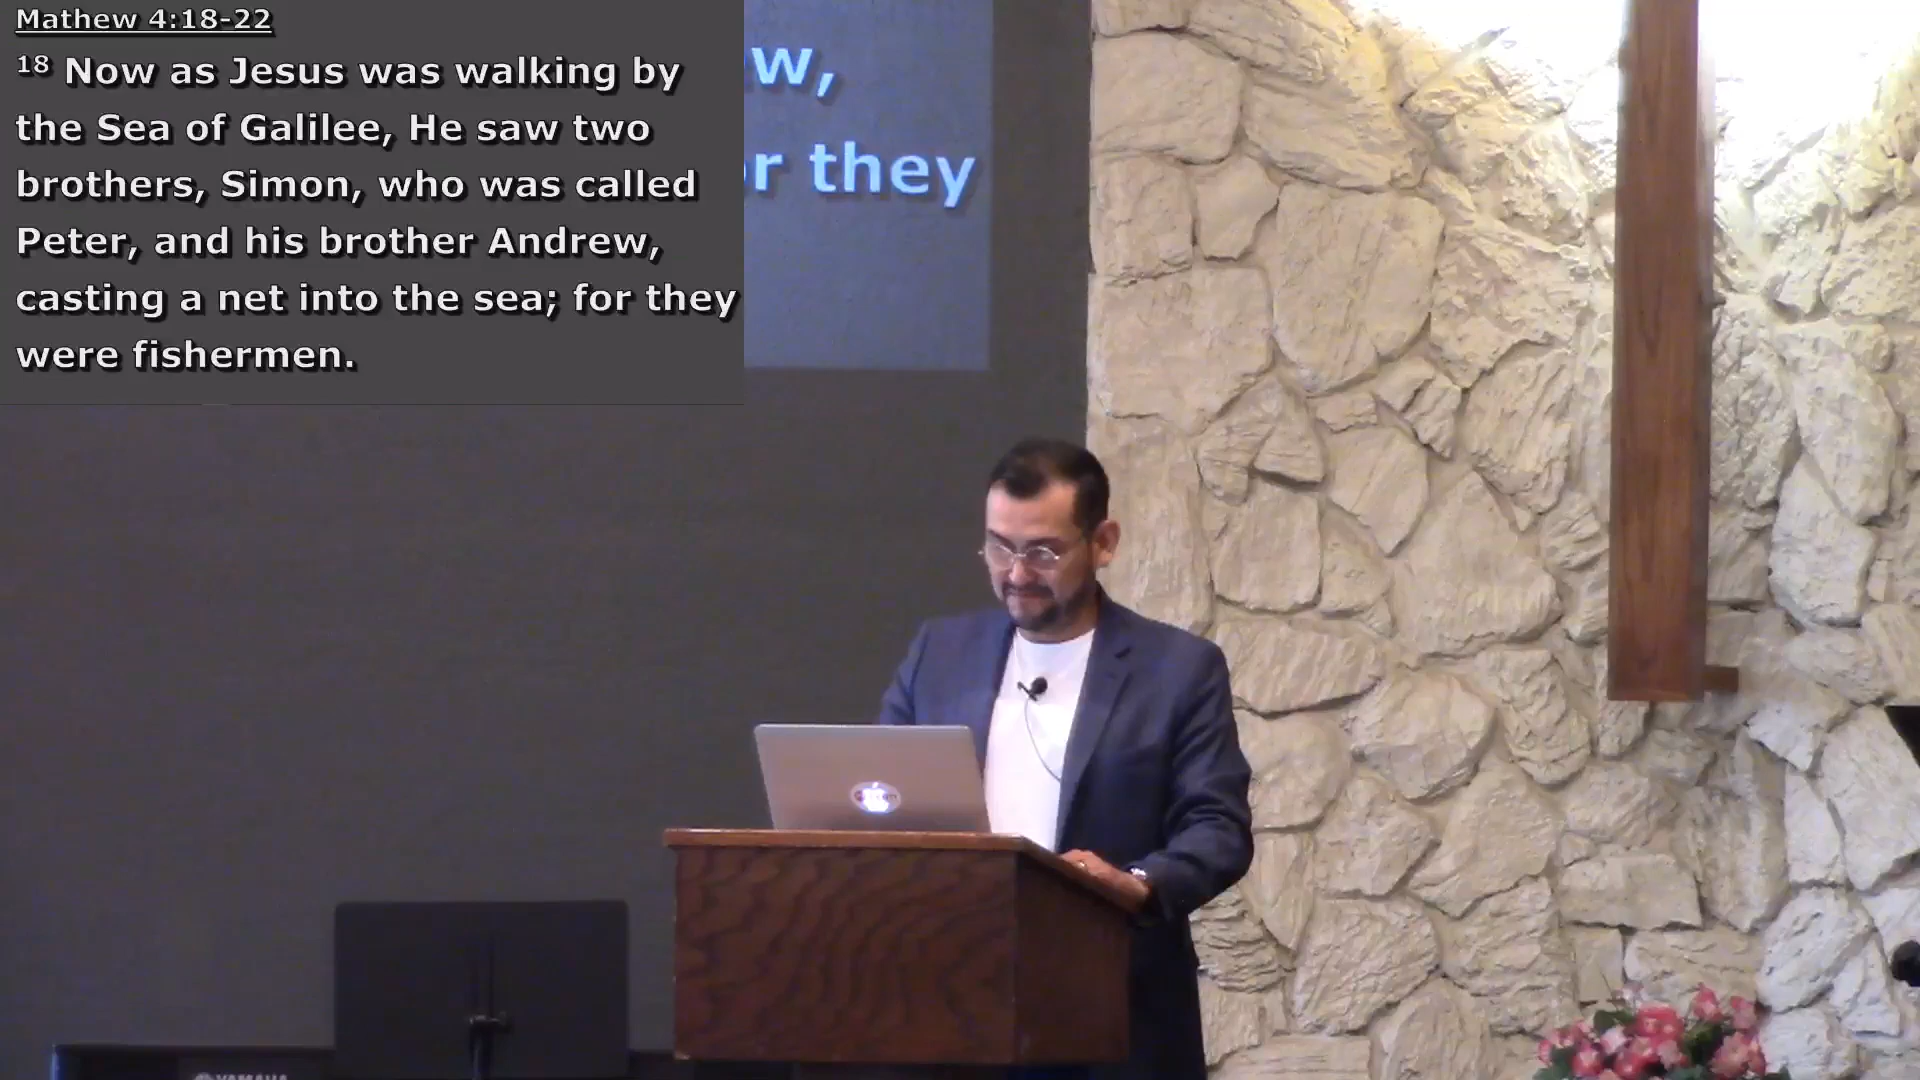 Mathew 4:18-22
18 Now as Jesus was walking by
the Sea of Galilee, He saw two
brothers, Simon, who was called
Peter, and his brother Andrew,
casting a net into the sea; for they
were fishermen.
w,
r they
YAMAHA